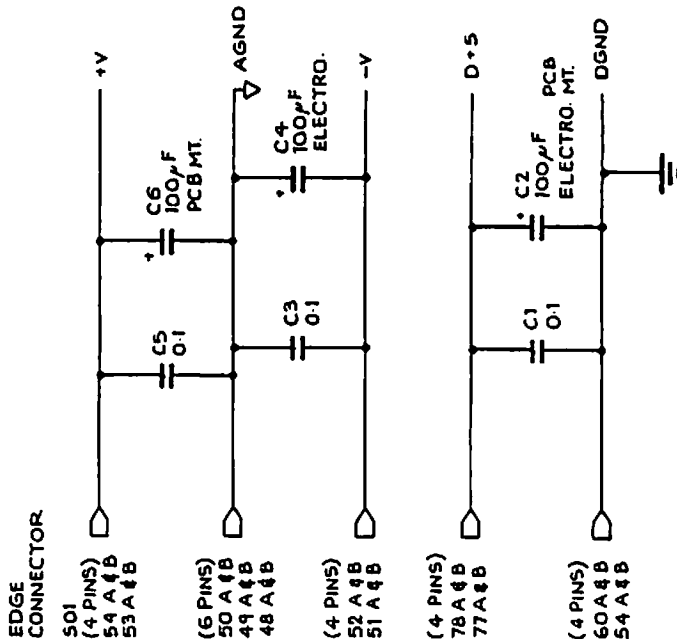 EDGE
CONNECTOR
SO1
(4 PINS)
54 A & B
53 A & B
+V
C5
0·1
+
C6
100µF
PCB MT.
(6 PINS)
50 A & B
49 A & B
48 A & B
AGND
C3
0·1
+
C4
100µF
ELECTRO.
(4 PINS)
52 A & B
51 A & B
-V
(4 PINS)
78 A & B
77 A & B
D+5
C1
0·1
+
C2
100µF PCB
ELECTRO. MT.
(4 PINS)
60 A & B
54 A & B
DGND